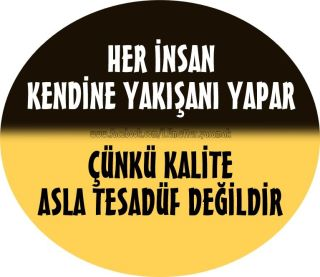 HER İNSAN
KENDİNE YAKIŞANI YAPAR
ÇÜNKÜ KALİTE
ASLA TESADÜF DEĞİLDİR